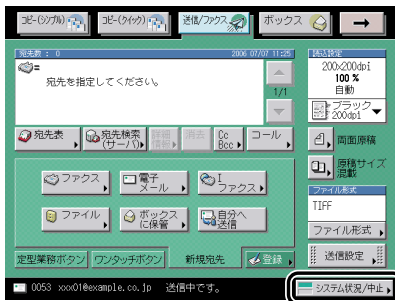 コピー(シンプル)
コピー(クイック)
送信/ファクス
ボックス
宛先数 : 0
2006 07/07 11:25
宛先を指定してください。
1/1
宛先表
宛先検索
(サーバ)
詳細
情報
消去
Cc
Bcc
コール
読込設定
200×200dpi
100 %
自動
ブラック
200dpi
両面原稿
原稿サイズ
混載
ファイル形式
TIFF
ファイル形式
送信設定
ファクス
電子
メール
I
ファクス
ファイル
ボックス
に保管
自分へ
送信
定型業務ボタン
ワンタッチボタン
新規宛先
登録
0053 xxx01@example.co.jp 送信中です。
システム状況/中止